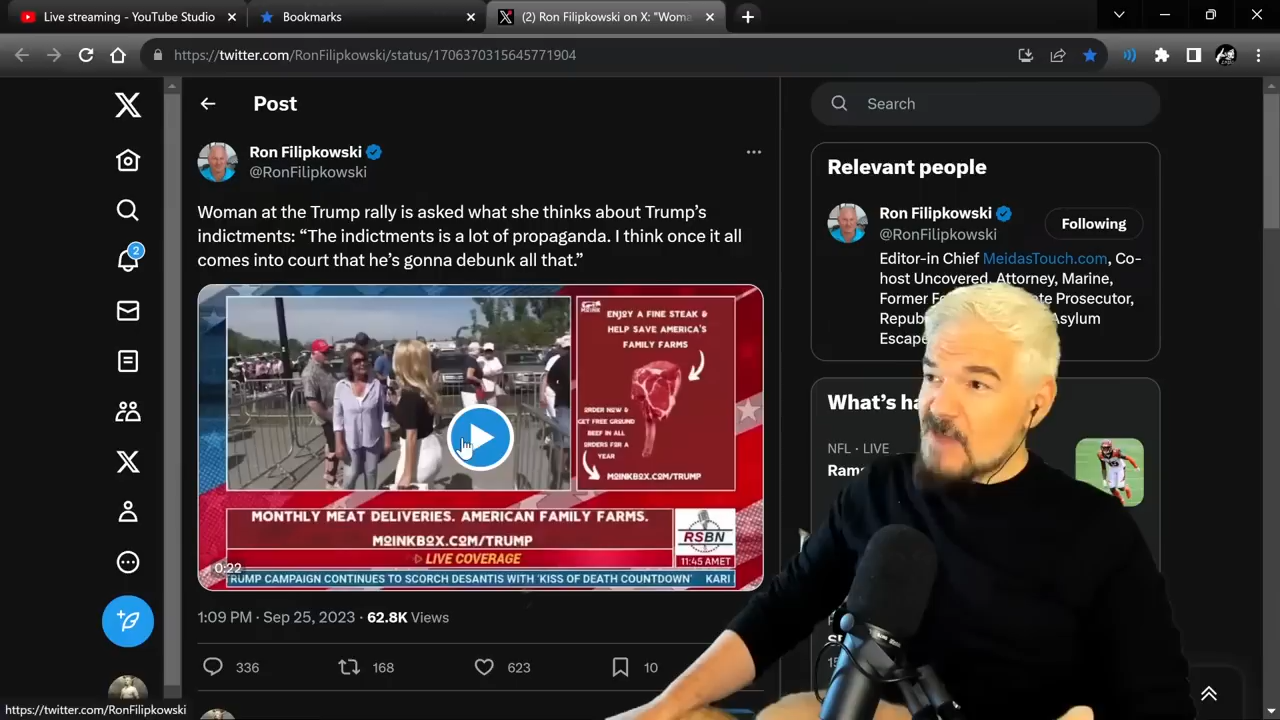 Live streaming - YouTube Studio
Bookmarks
(2) Ron Filipkowski on X: "Woma
https://twitter.com/RonFilipkowski/status/1706370315645771904
Post
Search
Ron Filipkowski
@RonFilipkowski
Woman at the Trump rally is asked what she thinks about Trump's
indictments: “The indictments is a lot of propaganda. I think once it all
comes into court that he's gonna debunk all that.”
MOINK
ENJOY A FINE STEAK &
HELP SAVE AMERICA'S
FAMILY FARMS
ORDER NOW &
GET FREE GROUND
BEEF IN ALL
ORDERS FOR A
YEAR
MOINKBOX.COM/TRUMP
MONTHLY MEAT DELIVERIES. AMERICAN FAMILY FARMS.
MOINKBOX.COM/TRUMP
RSBN
LIVE COVERAGE
11:45 AM ET
0:22
TRUMP CAMPAIGN CONTINUES TO SCORCH DESANTIS WITH 'KISS OF DEATH COUNTDOWN' KARI
1:09 PM · Sep 25, 2023 · 62.8K Views
336
168
623
10
2
Relevant people
Ron Filipkowski
@RonFilipkowski
Following
Editor-in Chief MeidasTouch.com, Co-
host Uncovered, Attorney, Marine,
Former Fe te Prosecutor,
Repub Asylum
Escape
What's ha
NFL · LIVE
Rams
https://twitter.com/RonFilipkowski